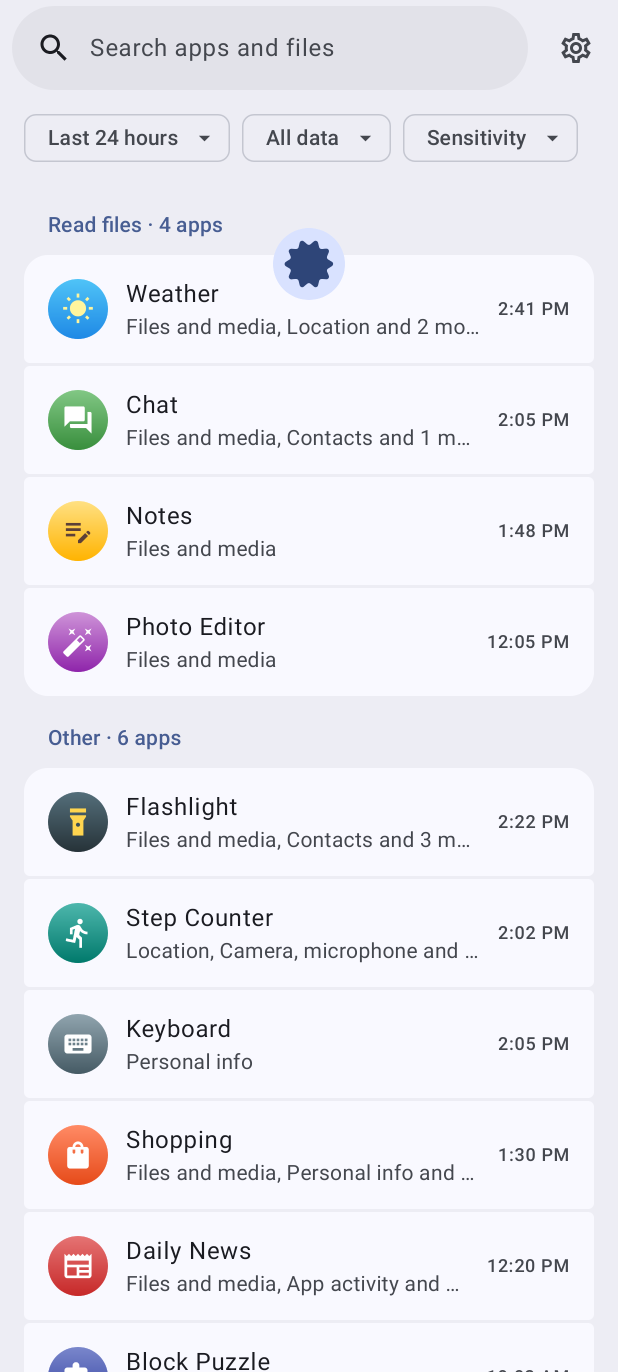 Search apps and files
Last 24 hours
All data
Sensitivity
Read files · 4 apps
Weather
Files and media, Location and 2 mo…
2:41 PM
Chat
Files and media, Contacts and 1 m…
2:05 PM
Notes
Files and media
1:48 PM
Photo Editor
Files and media
12:05 PM
Other · 6 apps
Flashlight
Files and media, Contacts and 3 m…
2:22 PM
Step Counter
Location, Camera, microphone and …
2:02 PM
Keyboard
Personal info
2:05 PM
Shopping
Files and media, Personal info and …
1:30 PM
Daily News
Files and media, App activity and …
12:20 PM
Block Puzzle